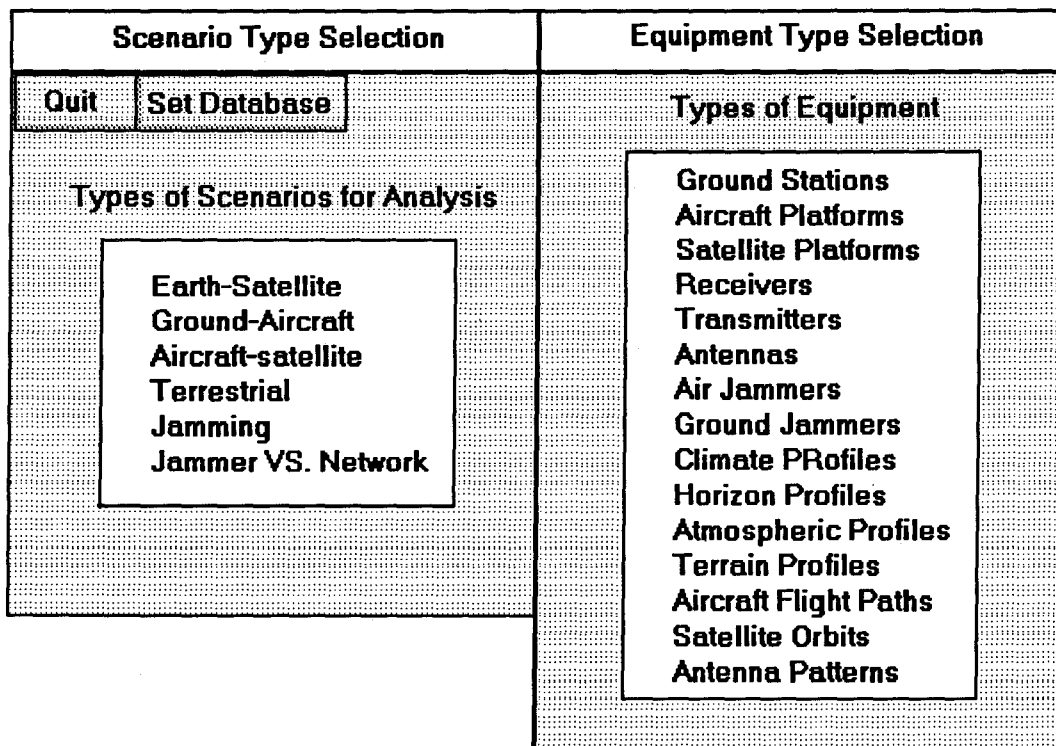 Scenario Type Selection
Quit
Set Database
Types of Scenarios for Analysis
Earth-Satellite
Ground-Aircraft
Aircraft-satellite
Terrestrial
Jamming
Jammer VS. Network
Equipment Type Selection
Types of Equipment
Ground Stations
Aircraft Platforms
Satellite Platforms
Receivers
Transmitters
Antennas
Air Jammers
Ground Jammers
Climate PRofiles
Horizon Profiles
Atmospheric Profiles
Terrain Profiles
Aircraft Flight Paths
Satellite Orbits
Antenna Patterns